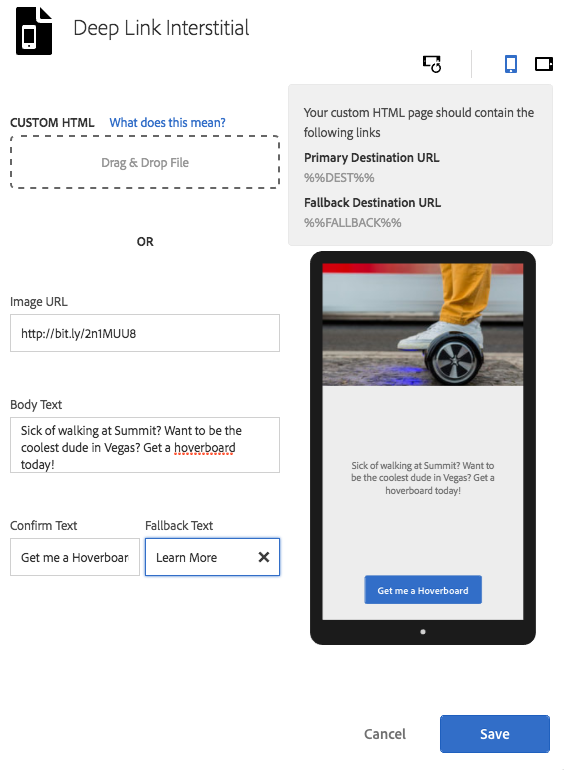 Deep Link Interstitial
CUSTOM HTML What does this mean?
Drag & Drop File
OR
Image URL
http://bit.ly/2n1MUU8
Body Text
Sick of walking at Summit? Want to be the
coolest dude in Vegas? Get a hoverboard
today!
Confirm Text Fallback Text
Get me a Hoverboar Learn More
Your custom HTML page should contain the
following links
Primary Destination URL
%%DEST%%
Fallback Destination URL
%%FALLBACK%%
Sick of walking at Summit? Want to
be the coolest dude in Vegas? Get a
hoverboard today!
Get me a Hoverboard
Cancel Save